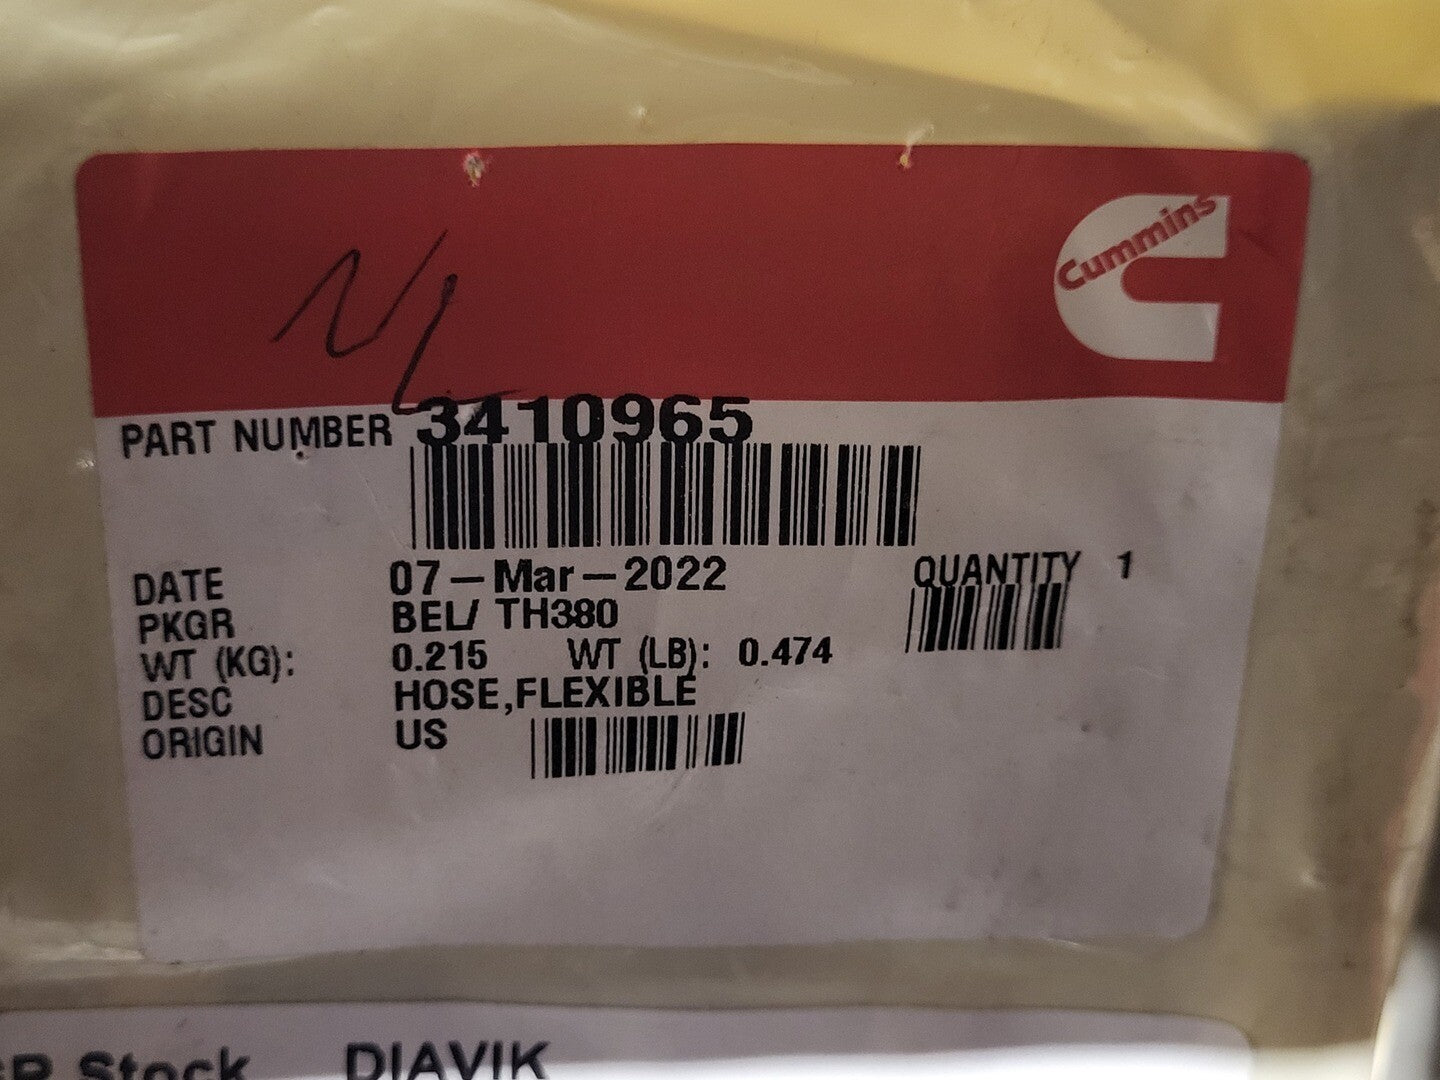 Cummins
PART NUMBER 3410965
DATE 07-Mar-2022 QUANTITY 1
PKGR BEL/ TH380
WT (KG): 0.215 WT (LB): 0.474
DESC HOSE,FLEXIBLE
ORIGIN US
Stock DIAVIK